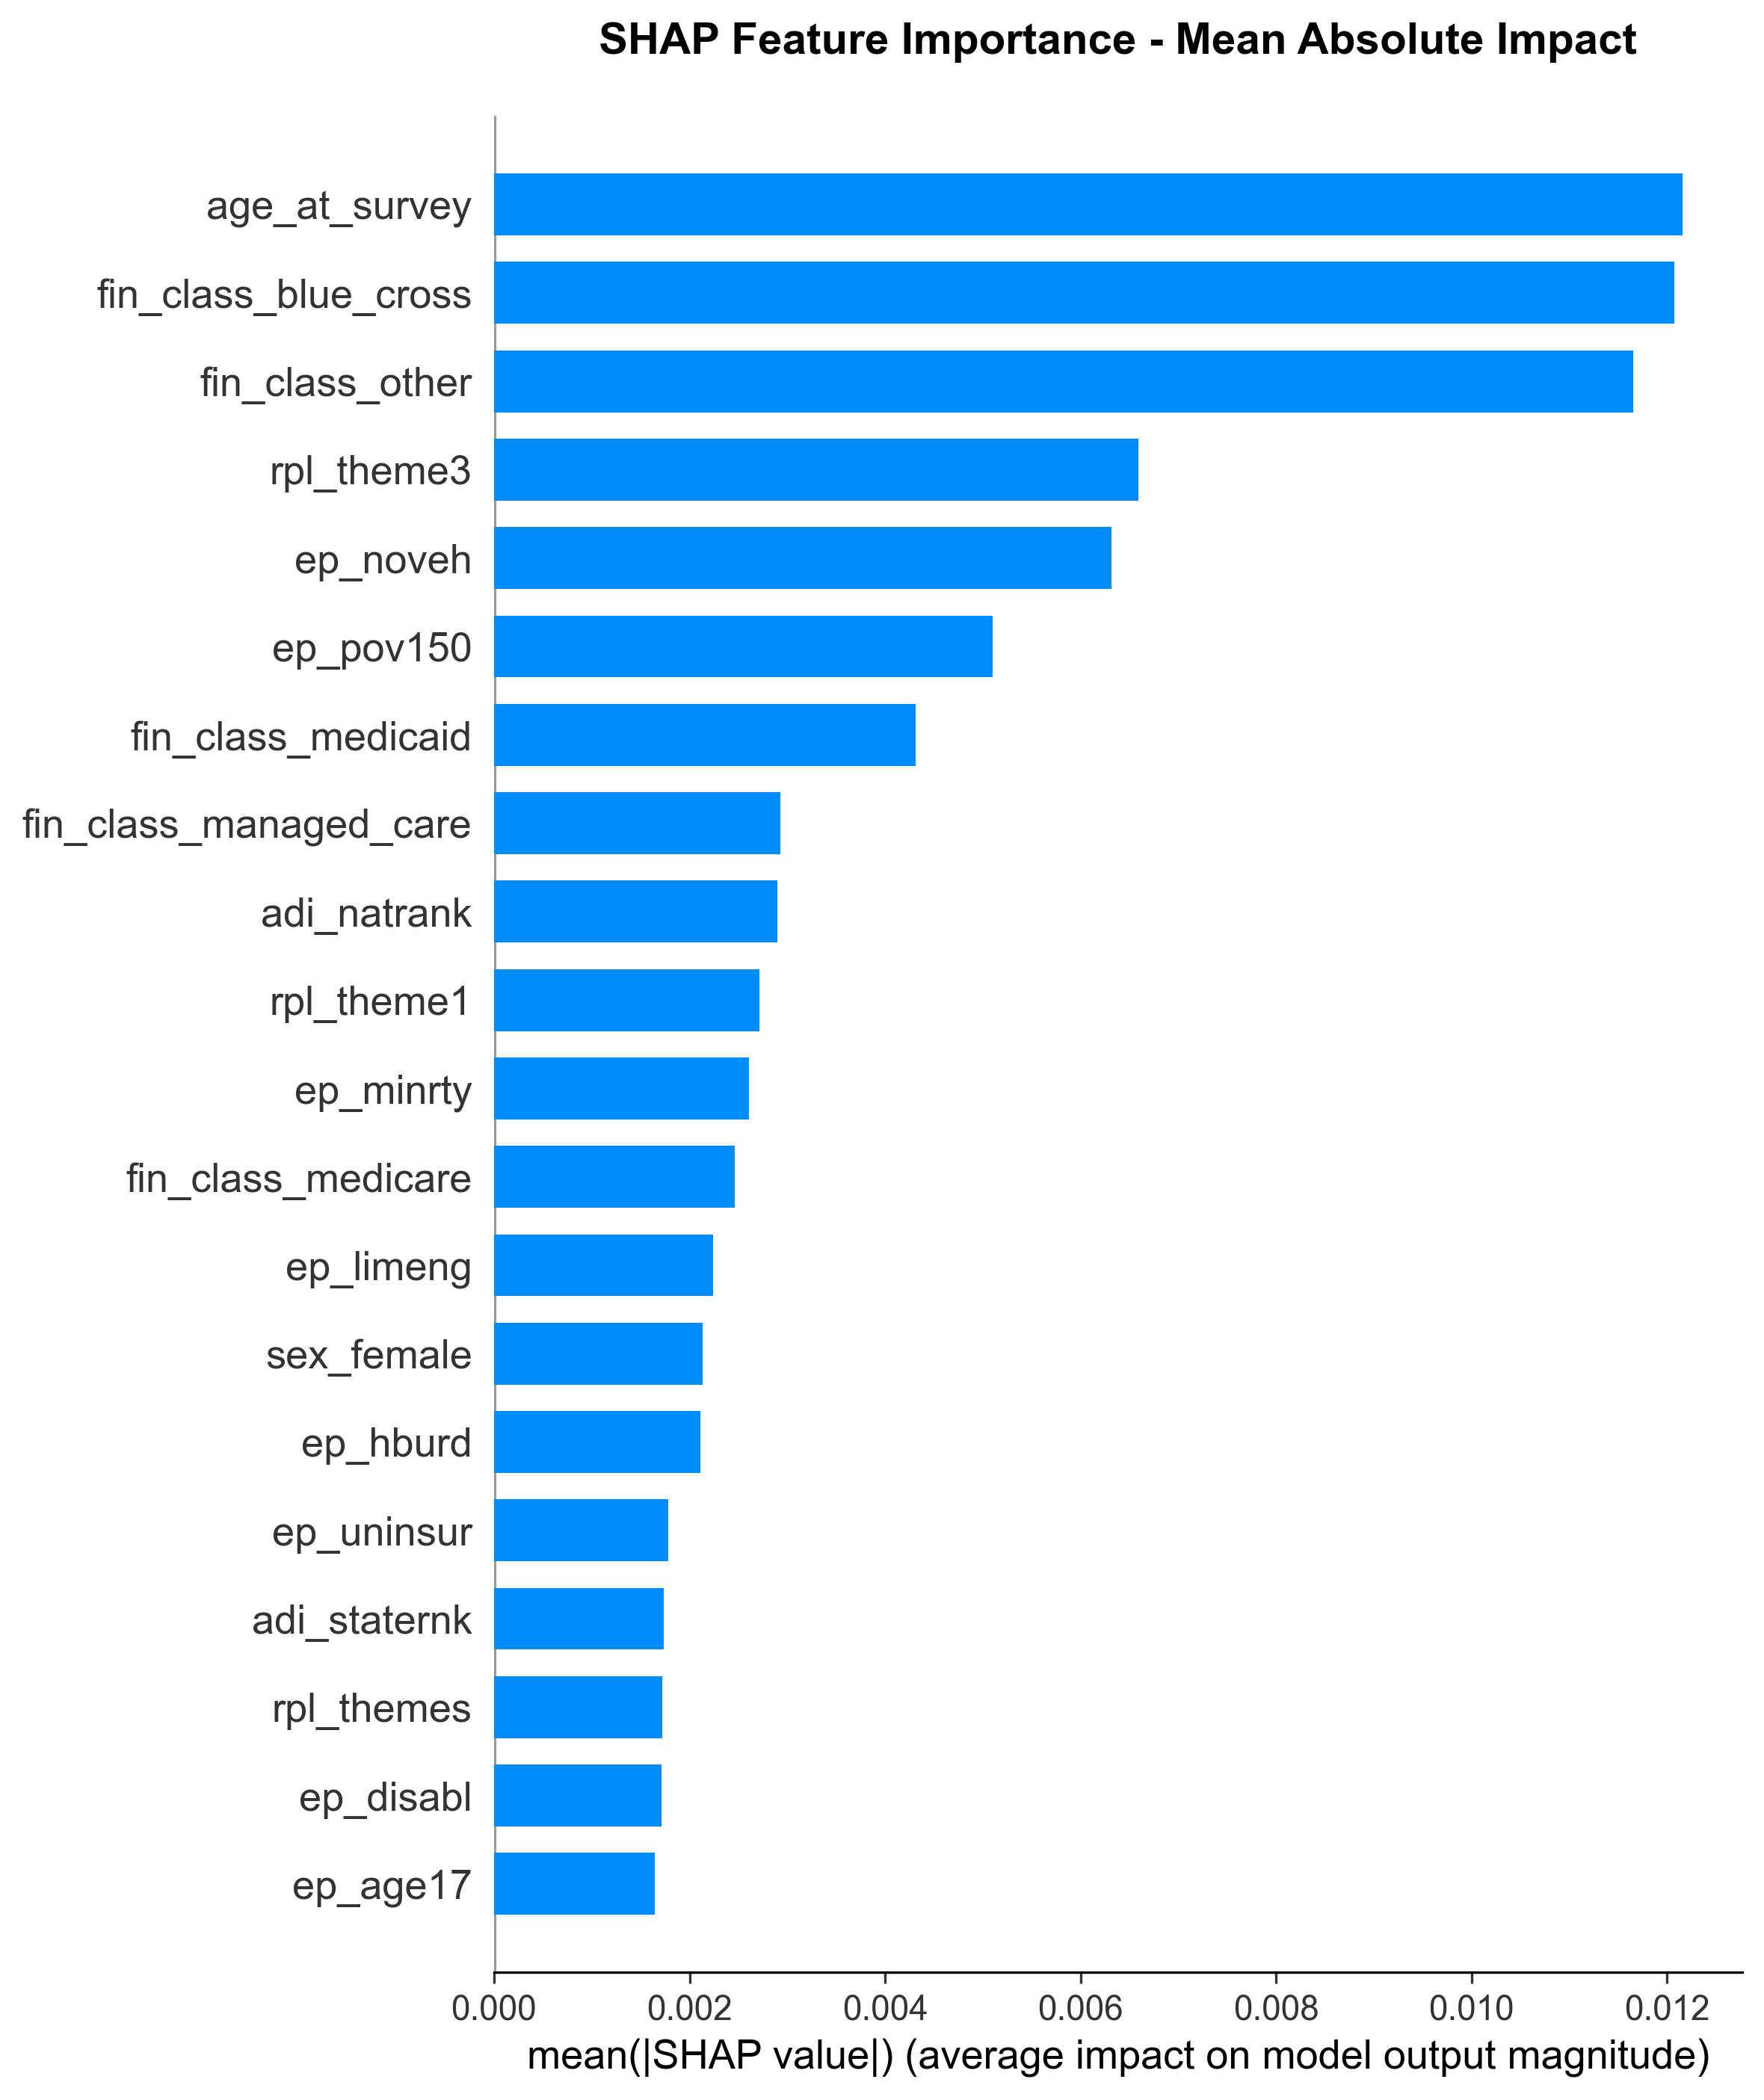 SHAP Feature Importance - Mean Absolute Impact
age_at_survey
fin_class_blue_cross
fin_class_other
rpl_theme3
ep_noveh
ep_pov150
fin_class_medicaid
fin_class_managed_care
adi_natrank
rpl_theme1
ep_minrty
fin_class_medicare
ep_limeng
sex_female
ep_hburd
ep_uninsur
adi_staternk
rpl_themes
ep_disabl
ep_age17
0.000 0.002 0.004 0.006 0.008 0.010 0.012
mean(|SHAP value|) (average impact on model output magnitude)